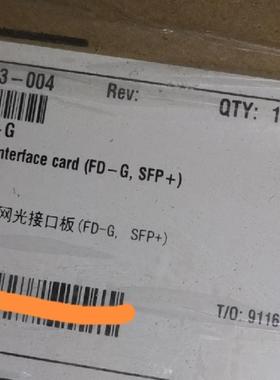 3-004 Rev: QTY: 1
-G
nterface card (FD-G, SFP+)
网光接口板(FD-G, SFP+)
T/O: 9116